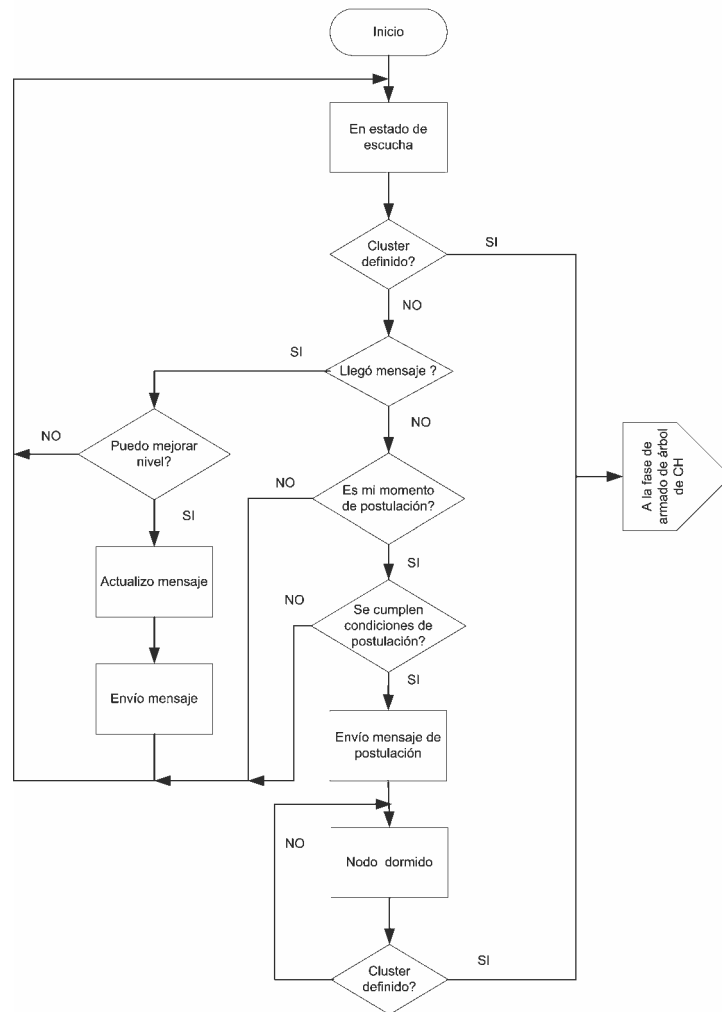 Inicio
En estado de
escucha
Cluster
definido?
SI
NO
Llegó mensaje ?
SI
NO
Puedo mejorar
nivel?
NO
SI
Es mi momento
de postulación?
NO
SI
A la fase de
armado de árbol
de CH
Actualizo mensaje
Se cumplen
condiciones de
postulación?
NO
SI
Envío mensaje
Envío mensaje de
postulación
NO
Nodo dormido
Cluster
definido?
SI